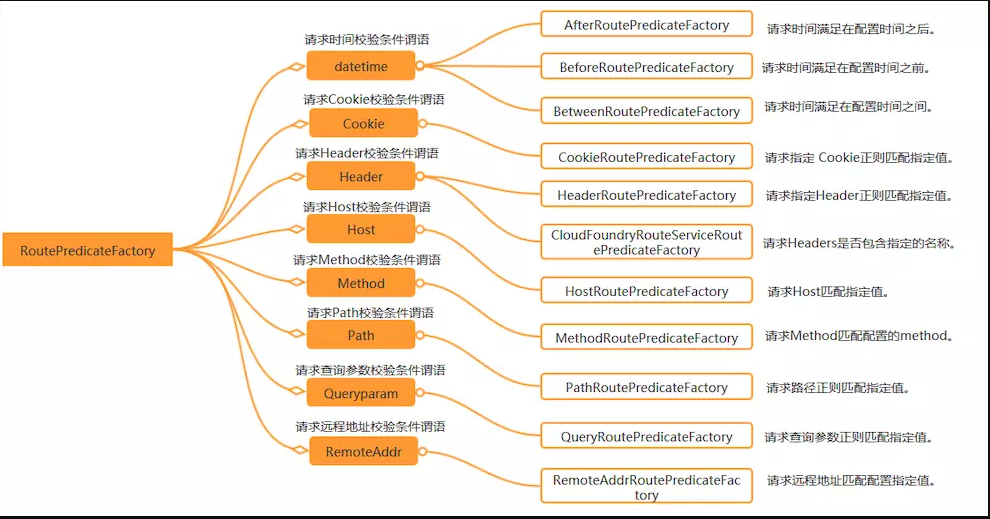 RoutePredicateFactory
请求时间校验条件谓语
datetime
请求Cookie校验条件谓语
Cookie
请求Header校验条件谓语
Header
请求Host校验条件谓语
Host
请求Method校验条件谓语
Method
请求Path校验条件谓语
Path
请求查询参数校验条件谓语
Queryparam
请求远程地址校验条件谓语
RemoteAddr
AfterRoutePredicateFactory
请求时间满足在配置时间之后。
BeforeRoutePredicateFactory
请求时间满足在配置时间之前。
BetweenRoutePredicateFactory
请求时间满足在配置时间之间。
CookieRoutePredicateFactory
请求指定 Cookie正则匹配指定值。
HeaderRoutePredicateFactory
请求指定Header正则匹配指定值。
CloudFoundryRouteServiceRout
ePredicateFactory
请求Headers是否包含指定的名称。
HostRoutePredicateFactory
请求Host匹配指定值。
MethodRoutePredicateFactory
请求Method匹配配置的method。
PathRoutePredicateFactory
请求路径正则匹配指定值。
QueryRoutePredicateFactory
请求查询参数正则匹配指定值。
RemoteAddrRoutePredicateFac
tory
请求远程地址匹配配置指定值。